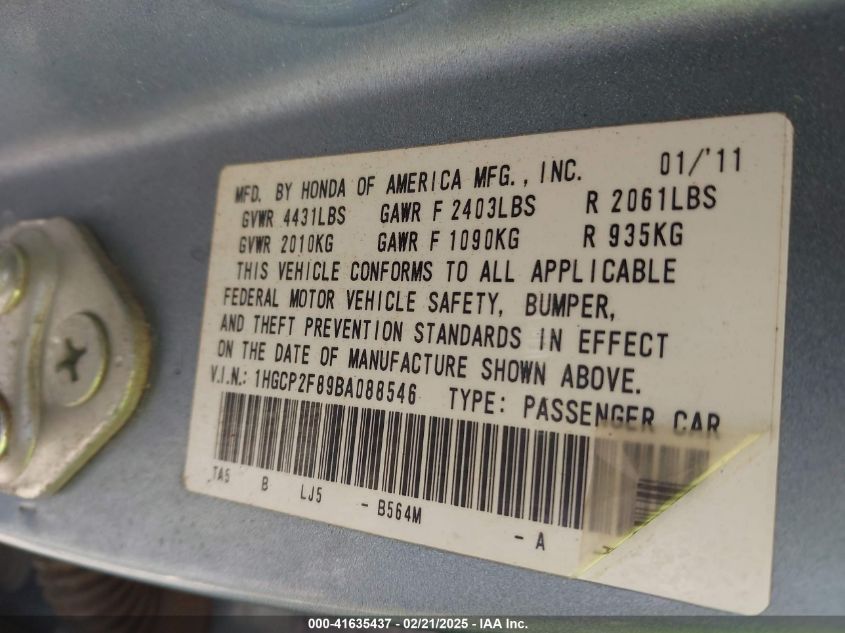 MFD. BY HONDA OF AMERICA MFG., INC. 01/'11
GVWR 4431LBS GAWR F 2403LBS R 2061LBS
GVWR 2010KG GAWR F 1090KG R 935KG
THIS VEHICLE CONFORMS TO ALL APPLICABLE
FEDERAL MOTOR VEHICLE SAFETY, BUMPER,
AND THEFT PREVENTION STANDARDS IN EFFECT
ON THE DATE OF MANUFACTURE SHOWN ABOVE.
V.I.N.: 1HGCP2F89BA088546 TYPE: PASSENGER CAR
TA5 B LJ5 - B564M - A
000-41635437 - 02/21/2025 - IAA Inc.